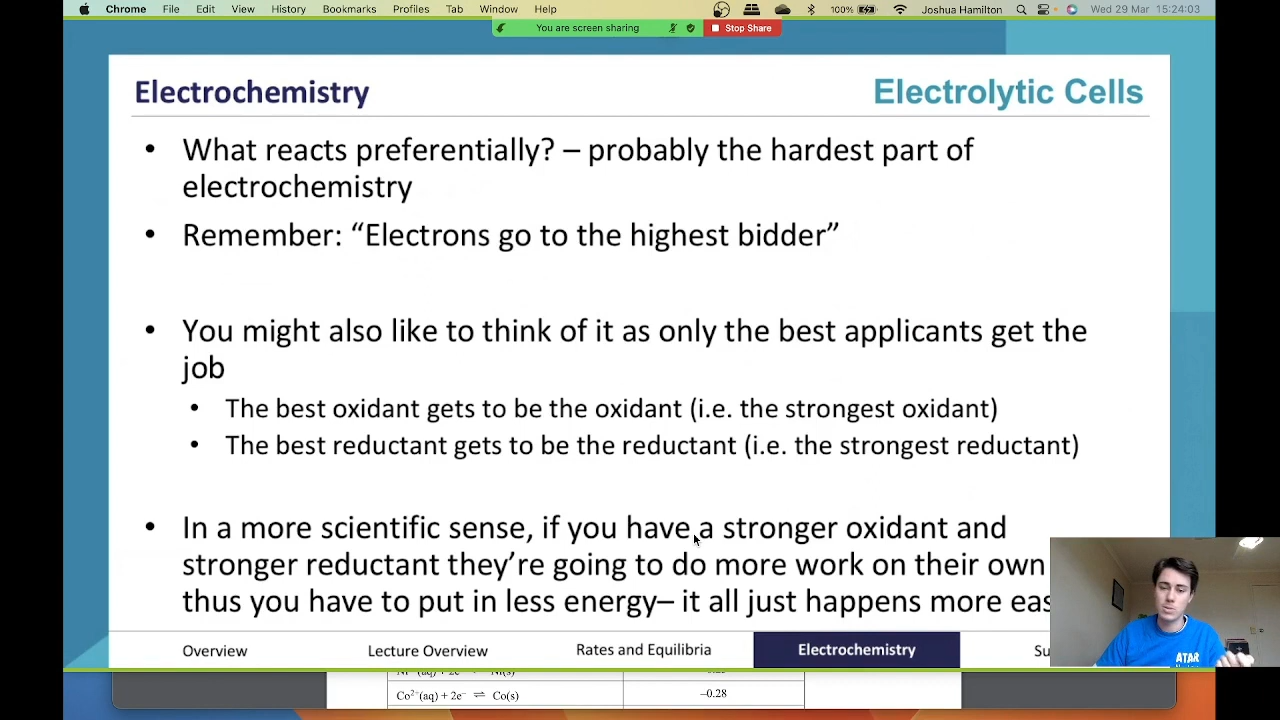 Chrome File Edit View History Bookmarks Profiles Tab Window Help 100% Joshua Hamilton Wed 29 Mar 15:24:03
You are screen sharing Stop Share
Electrochemistry Electrolytic Cells
• What reacts preferentially? – probably the hardest part of
electrochemistry
• Remember: “Electrons go to the highest bidder”
• You might also like to think of it as only the best applicants get the
job
• The best oxidant gets to be the oxidant (i.e. the strongest oxidant)
• The best reductant gets to be the reductant (i.e. the strongest reductant)
• In a more scientific sense, if you have a stronger oxidant and
stronger reductant they’re going to do more work on their own
thus you have to put in less energy– it all just happens more eas
ATAR
Overview Lecture Overview Rates and Equilibria Electrochemistry Su
Co²⁺(aq) + 2e⁻ ⇌ Co(s) –0.28